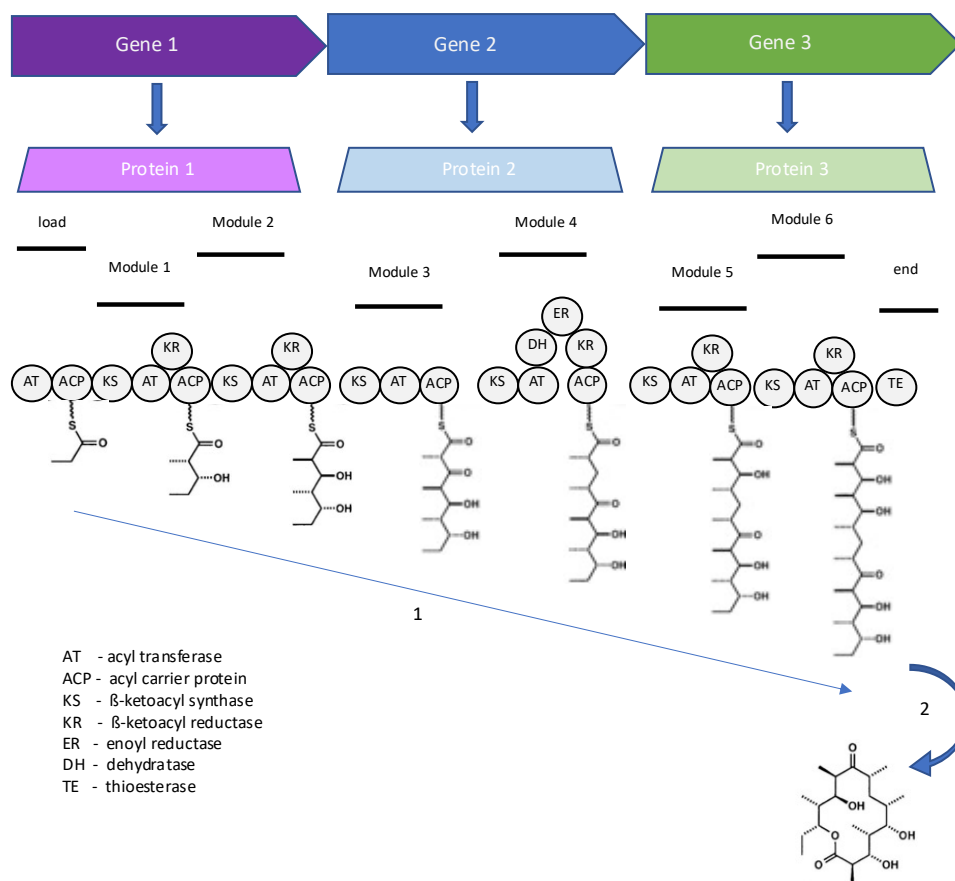 Gene 1
Gene 2
Gene 3
Protein 1
Protein 2
Protein 3
load
Module 1
Module 2
Module 3
Module 4
Module 5
Module 6
end
KR
KR
ER
DH
KR
KR
KR
AT ACP KS AT ACP KS AT ACP
KS AT ACP
KS AT ACP
KS AT ACP KS AT ACP TE
S
O
S
O
OH
S
O
OH
OH
S
O
O
OH
OH
S
O
O
OH
OH
S
O
OH
O
OH
OH
S
O
OH
OH
O
OH
OH
1
AT - acyl transferase
ACP - acyl carrier protein
KS - ß-ketoacyl synthase
KR - ß-ketoacyl reductase
ER - enoyl reductase
DH - dehydratase
TE - thioesterase
2
O
OH
O
OH
O
OH